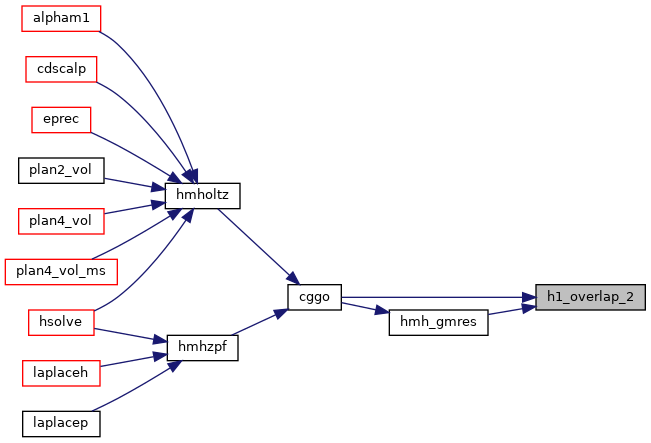 alpham1
cdscalp
eprec
plan2_vol
plan4_vol
plan4_vol_ms
hsolve
laplaceh
laplacep
hmholtz
hmhzpf
cggo
hmh_gmres
h1_overlap_2